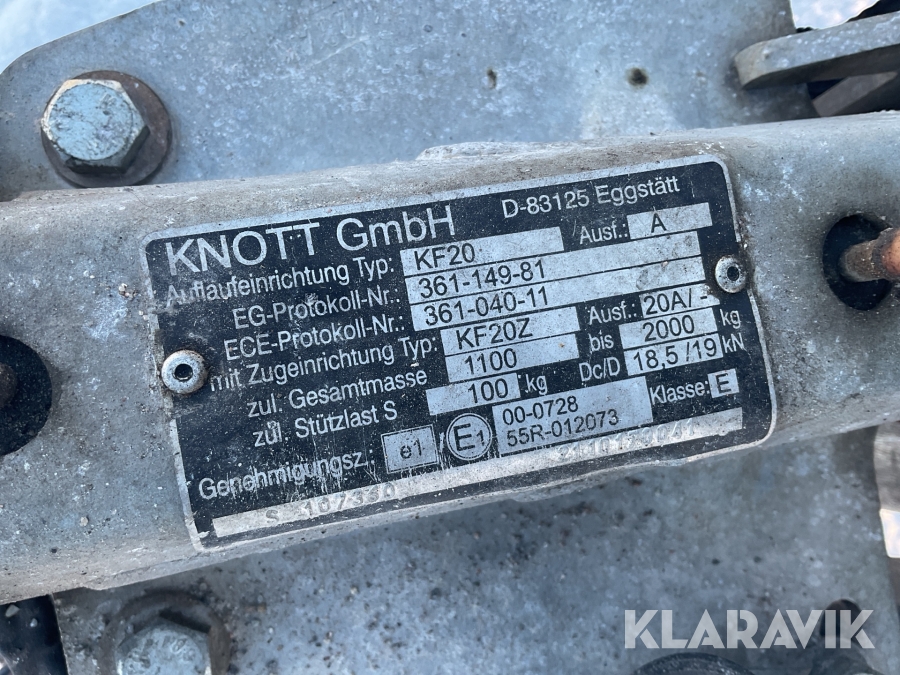 KNOTT GmbH D-83125 Eggstätt
Auflaufeinrichtung Typ: KF20 Ausf.: A
EG-Protokoll-Nr.: 361-149-81
ECE-Protokoll-Nr.: 361-040-11
mit Zugeinrichtung Typ: KF20Z Ausf: 20A/-
zul. Gesamtmasse 1100 bis 2000 kg
zul. Stützlast S 100 kg Dc/D 18,5/19 kN
Genehmigungsz.: e1 E1 00-0728 Klasse: E
55R-012073
S 187360
KLARAVIK